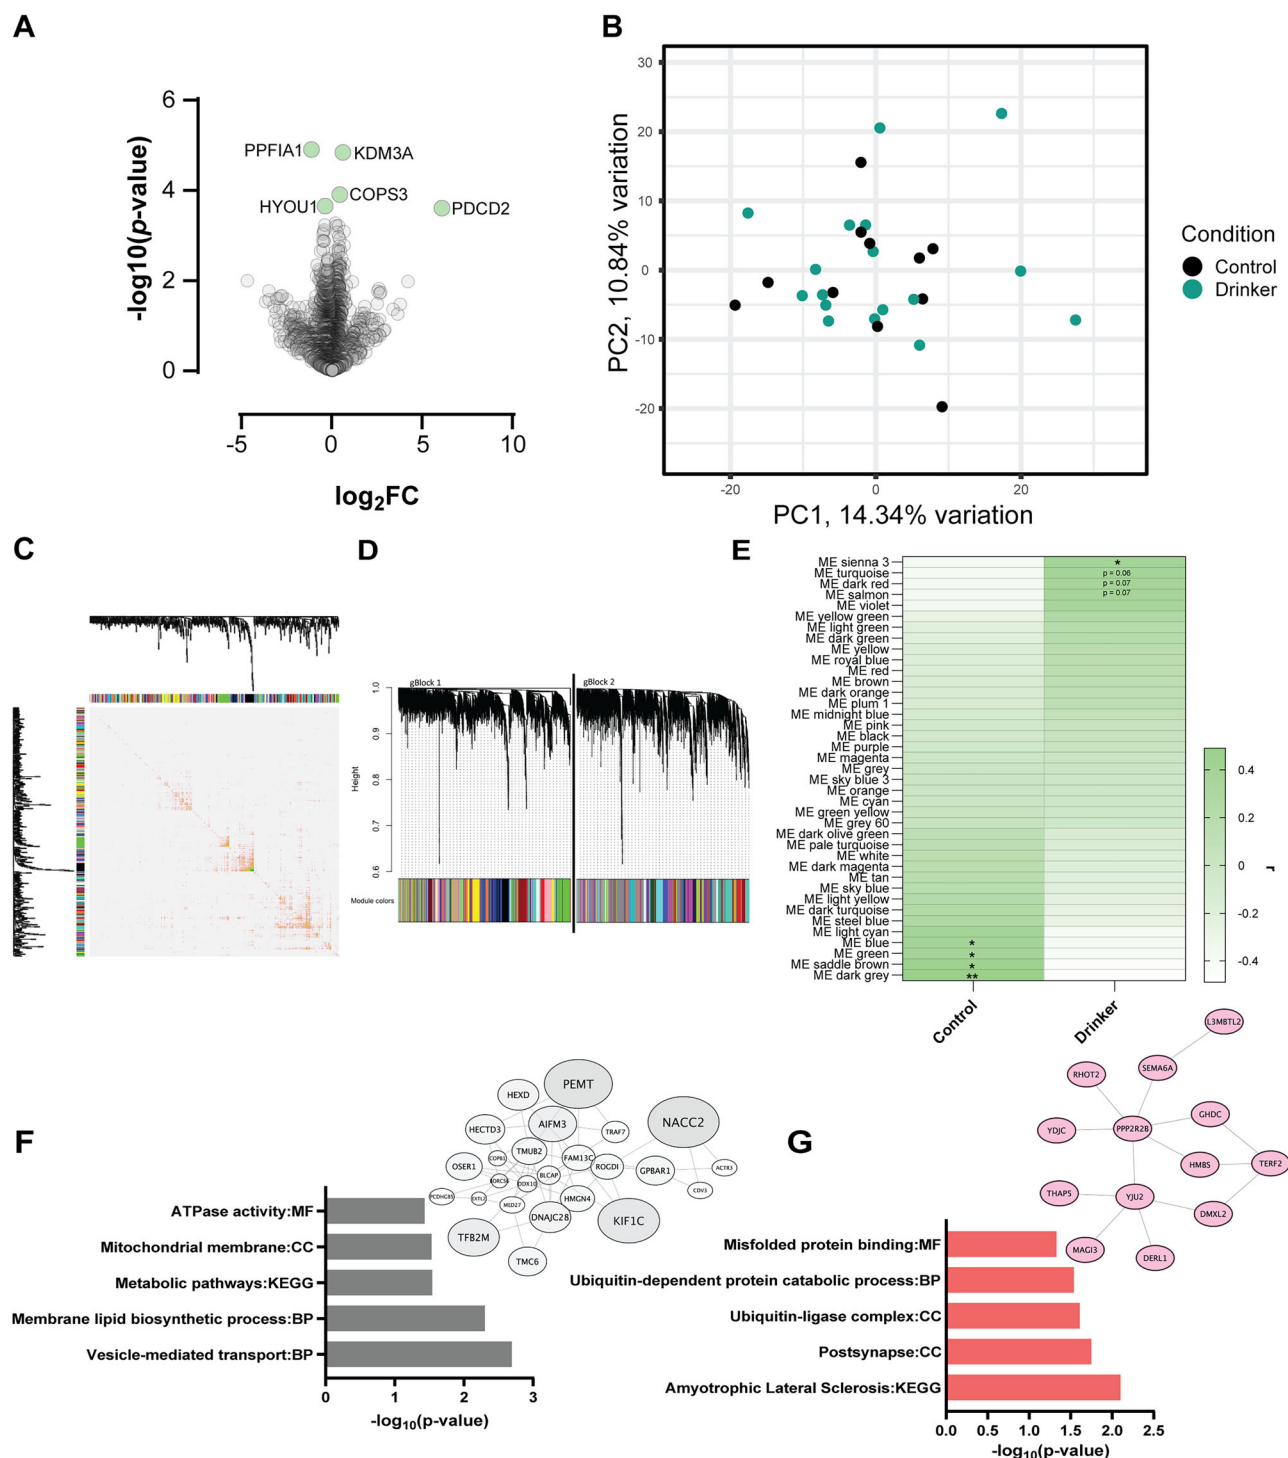 A
6
4
2
0
-log10(p-value)
PPFIA1
KDM3A
COPS3
HYOU1
PDCD2
-5
0
5
10
log2FC
B
30
20
10
0
-10
-20
PC2, 10.84% variation
-20
0
20
PC1, 14.34% variation
Condition
Control
Drinker
C
D
gBlock 1
gBlock 2
1.0
0.9
0.8
0.7
0.6
Height
Module colors
E
ME sienna 3
ME turquoise
ME dark red
ME salmon
ME violet
ME yellow green
ME light green
ME dark green
ME yellow
ME royal blue
ME red
ME brown
ME dark orange
ME plum 1
ME midnight blue
ME pink
ME black
ME purple
ME magenta
ME grey
ME sky blue 3
ME orange
ME cyan
ME green yellow
ME grey 60
ME dark olive green
ME pale turquoise
ME white
ME dark magenta
ME tan
ME sky blue
ME light yellow
ME dark turquoise
ME steel blue
ME light cyan
ME blue
ME green
ME saddle brown
ME dark grey
*
p = 0.06
p = 0.07
p = 0.07
*
*
*
**
Control
Drinker
0.4
0.2
0
-0.2
-0.4
r
F
PEMT
HEXD
NACC2
AIFM3
HECTD3
TRAF7
TMUB2
COPB1
FAM13C
OSER1
ROGDI
GPBAR1
ACTR3
BLCAP
BORCS6
DDX10
CDV3
PCDHGB5
EXTL2
HMGN4
MED27
DNAJC28
KIF1C
TFB2M
TMC6
ATPase activity:MF
Mitochondrial membrane:CC
Metabolic pathways:KEGG
Membrane lipid biosynthetic process:BP
Vesicle-mediated transport:BP
0
1
2
3
-log10(p-value)
G
L3MBTL2
SEMA6A
RHOT2
GHDC
YDJC
PPP2R2B
HMBS
TERF2
THAP5
YJU2
DMXL2
MAGI3
DERL1
Misfolded protein binding:MF
Ubiquitin-dependent protein catabolic process:BP
Ubiquitin-ligase complex:CC
Postsynapse:CC
Amyotrophic Lateral Sclerosis:KEGG
0.0
0.5
1.0
1.5
2.0
2.5
-log10(p-value)